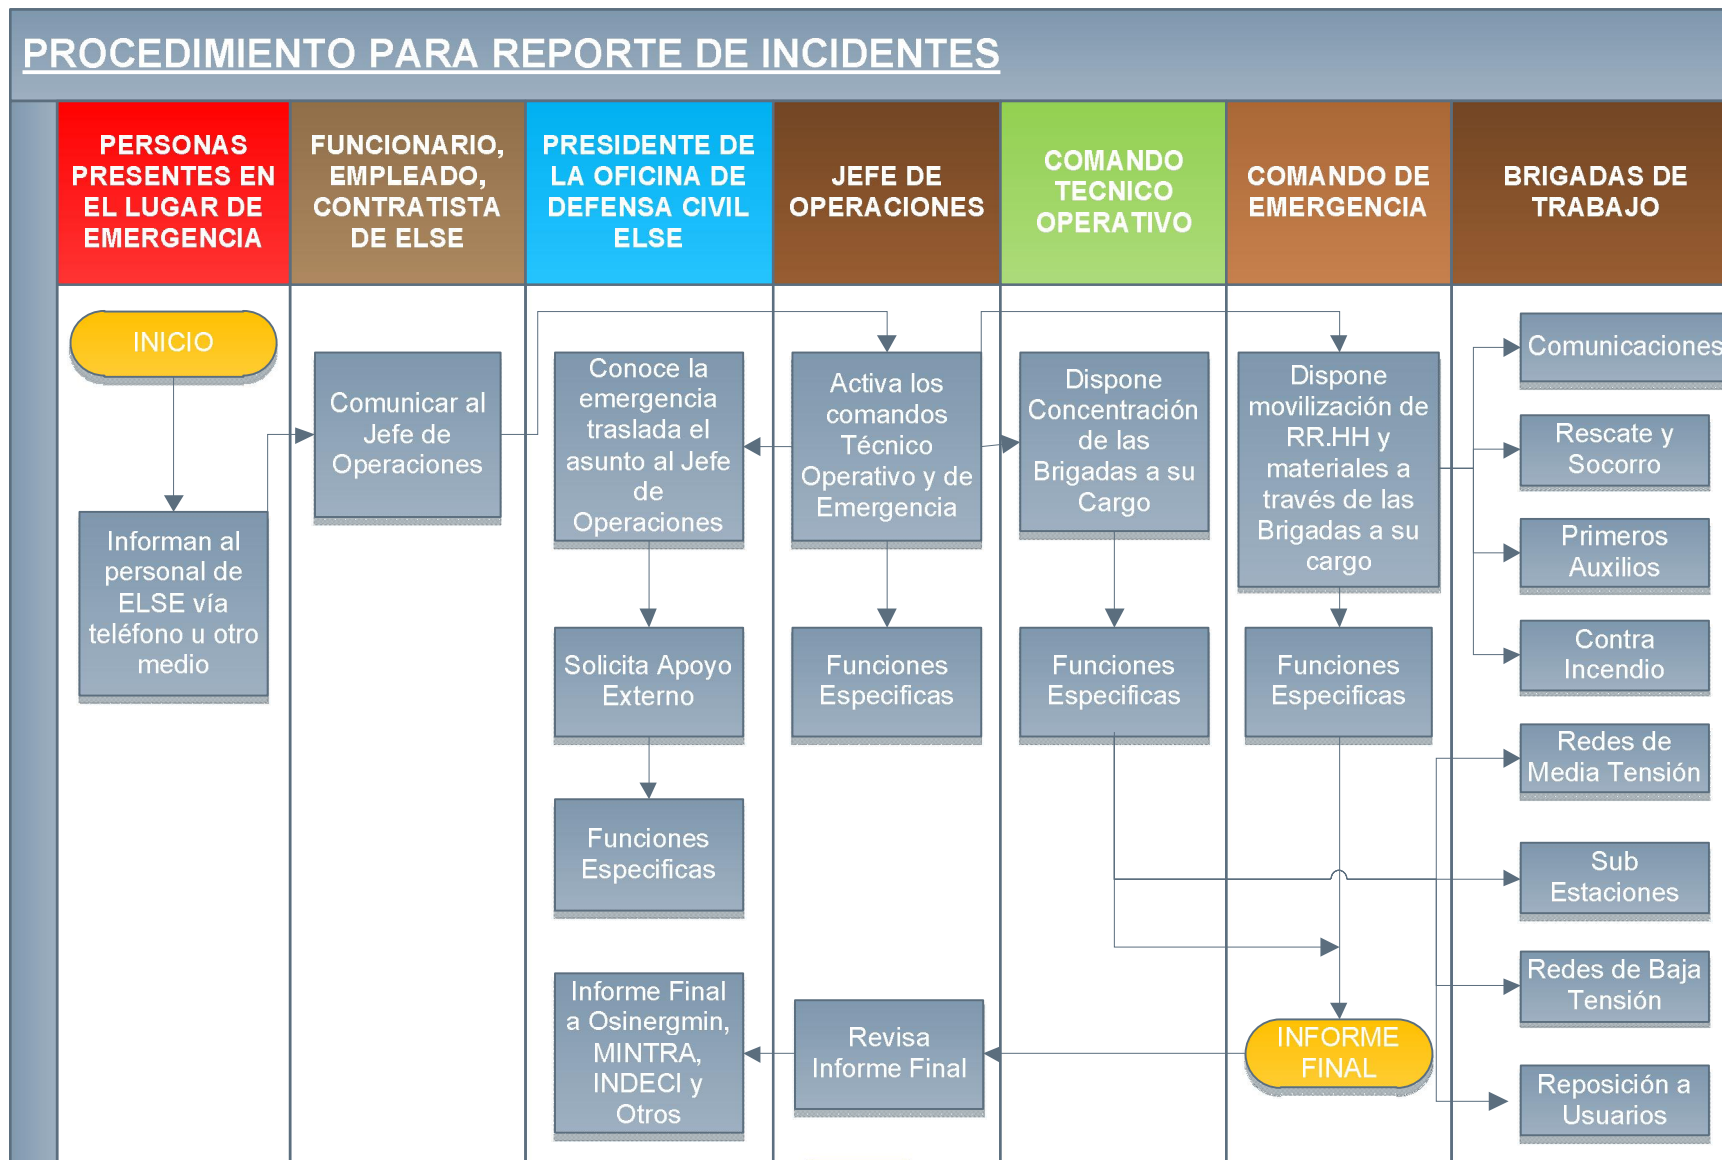 PROCEDIMIENTO PARA REPORTE DE INCIDENTES
PERSONAS
PRESENTES EN
EL LUGAR DE
EMERGENCIA
FUNCIONARIO,
EMPLEADO,
CONTRATISTA
DE ELSE
PRESIDENTE DE
LA OFICINA DE
DEFENSA CIVIL
ELSE
JEFE DE
OPERACIONES
COMANDO
TECNICO
OPERATIVO
COMANDO DE
EMERGENCIA
BRIGADAS DE
TRABAJO
INICIO
Informan al
personal de
ELSE vía
teléfono u otro
medio
Comunicar al
Jefe de
Operaciones
Conoce la
emergencia
traslada el
asunto al Jefe
de
Operaciones
Solicita Apoyo
Externo
Funciones
Especificas
Informe Final
a Osinergmin,
MINTRA,
INDECI y
Otros
Activa los
comandos
Técnico
Operativo y de
Emergencia
Funciones
Especificas
Revisa
Informe Final
Dispone
Concentración
de las
Brigadas a su
Cargo
Funciones
Especificas
Dispone
movilización de
RR.HH y
materiales a
través de las
Brigadas a su
cargo
Funciones
Especificas
INFORME
FINAL
Comunicaciones
Rescate y
Socorro
Primeros
Auxilios
Contra
Incendio
Redes de
Media Tensión
Sub
Estaciones
Redes de Baja
Tensión
Reposición a
Usuarios